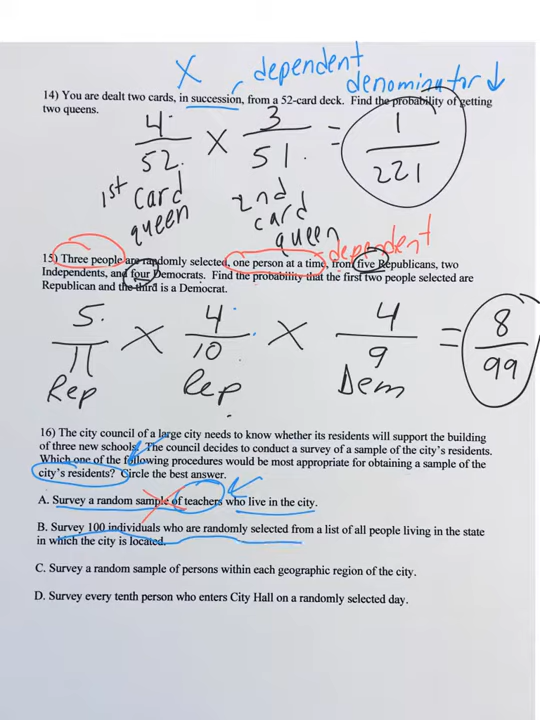 X dependent
denominator ↓
14) You are dealt two cards, in succession, from a 52-card deck. Find the probability of getting
two queens.
4/52 X 3/51 = 1/221
1st card queen 2nd card queen
dependent
15) Three people are randomly selected, one person at a time, from five Republicans, two
Independents, and four Democrats. Find the probability that the first two people selected are
Republican and the third is a Democrat.
5/11 X 4/10 X 4/9 = 8/99
Rep Rep Dem
16) The city council of a large city needs to know whether its residents will support the building
of three new schools. The council decides to conduct a survey of a sample of the city's residents.
Which one of the following procedures would be most appropriate for obtaining a sample of the
city's residents? Circle the best answer.
A. Survey a random sample of teachers who live in the city.
B. Survey 100 individuals who are randomly selected from a list of all people living in the state
in which the city is located.
C. Survey a random sample of persons within each geographic region of the city.
D. Survey every tenth person who enters City Hall on a randomly selected day.